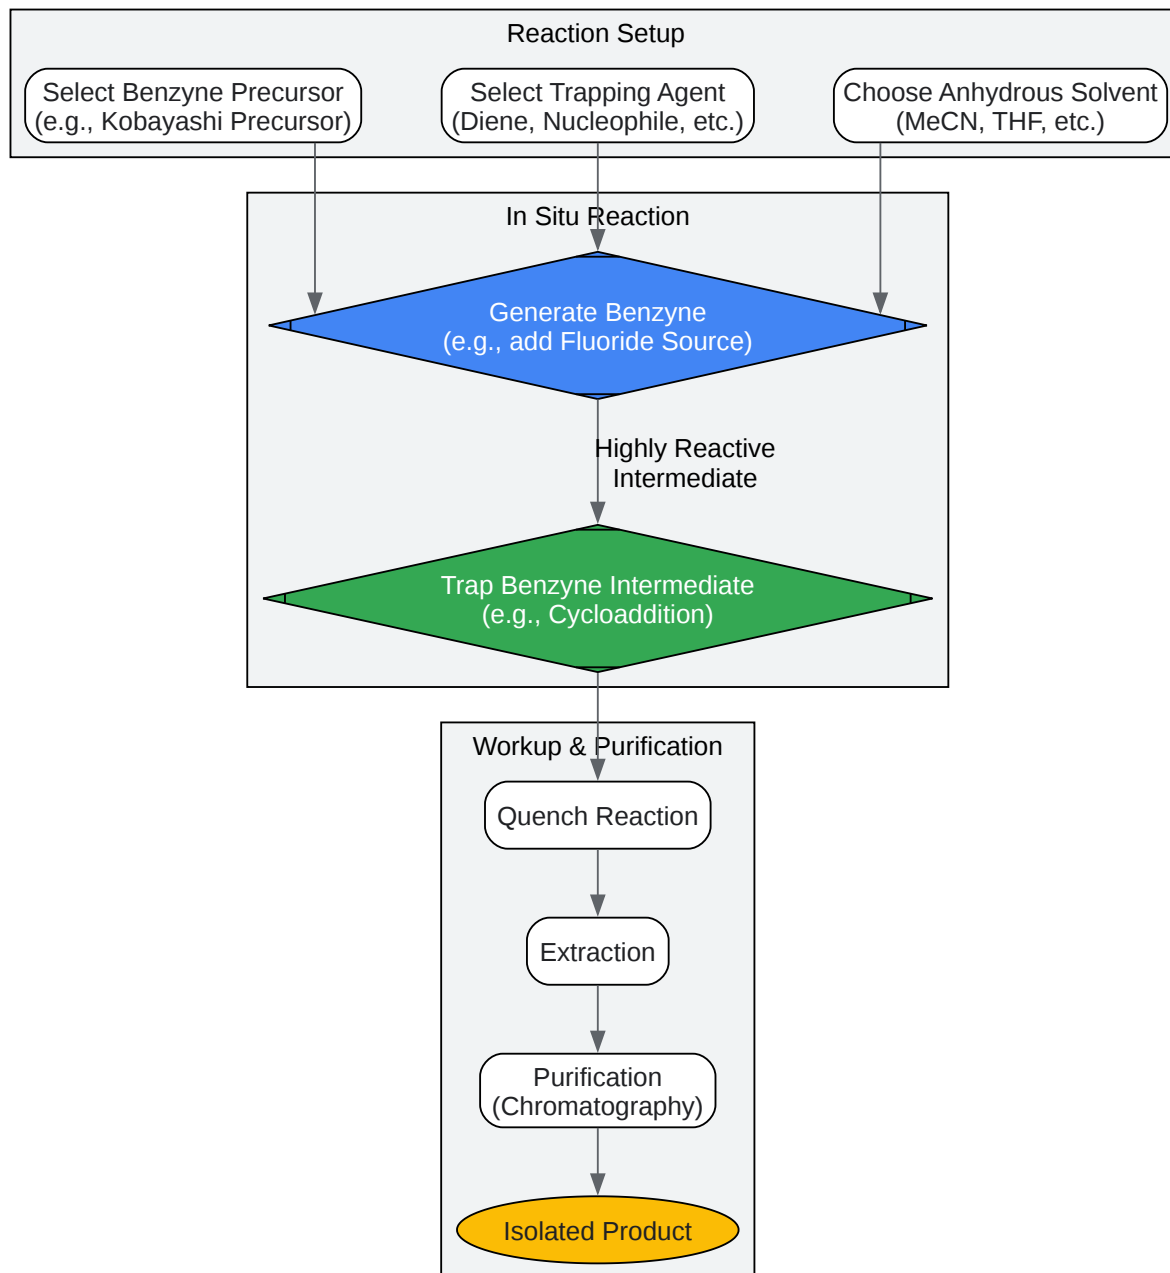 Reaction Setup
Select Benzyne Precursor
(e.g., Kobayashi Precursor)
Select Trapping Agent
(Diene, Nucleophile, etc.)
Choose Anhydrous Solvent
(MeCN, THF, etc.)
In Situ Reaction
Generate Benzyne
(e.g., add Fluoride Source)
Highly Reactive
Intermediate
Trap Benzyne Intermediate
(e.g., Cycloaddition)
Workup & Purification
Quench Reaction
Extraction
Purification
(Chromatography)
Isolated Product